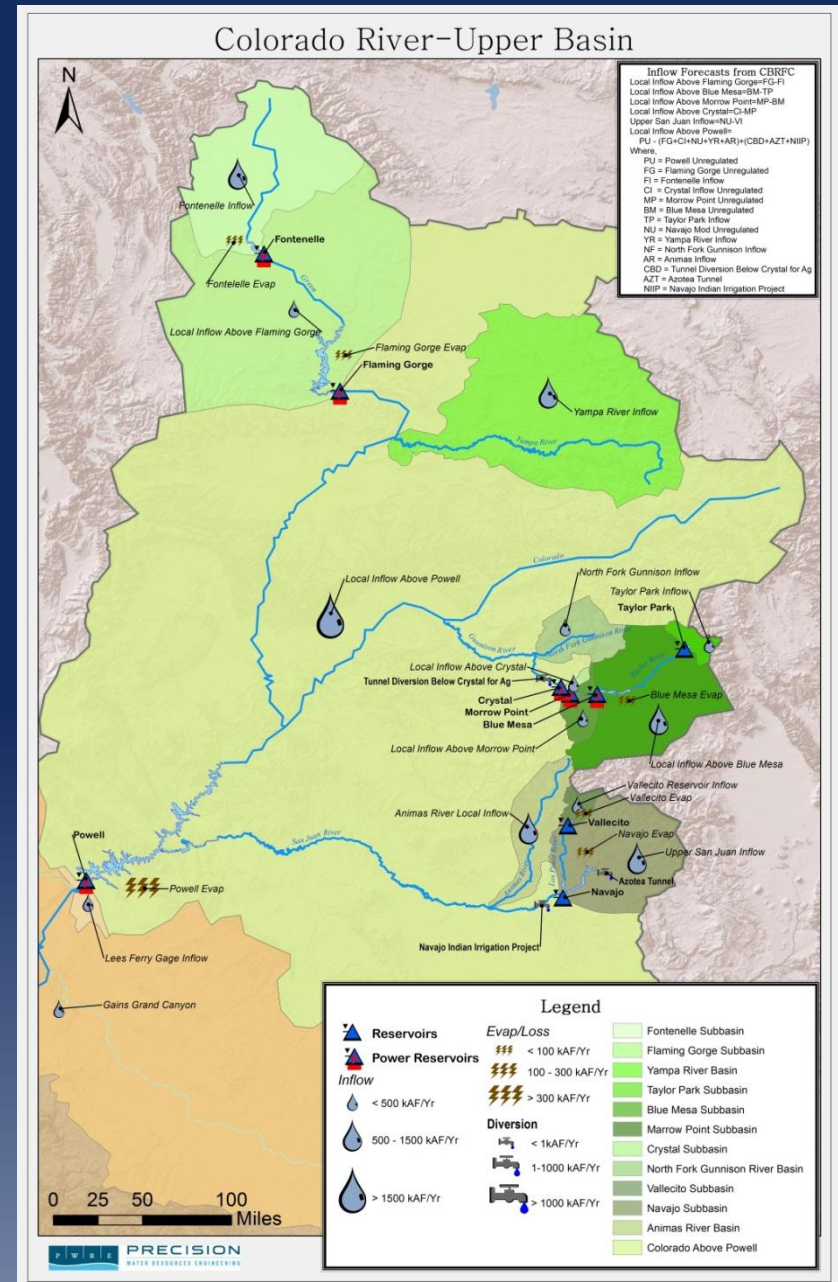 Colorado River-Upper Basin
N
Inflow Forecasts from CBRFC
Local Inflow Above Flaming Gorge=FG-FI
Local Inflow Above Blue Mesa=BM-TP
Local Inflow Above Morrow Point=MP-BM
Local Inflow Above Crystal=CI-MP
Upper San Juan Inflow=NU-VI
Local Inflow Above Powell=
PU - (FG+CI+NU+YR+AR)+(CBD+AZT+NIIP)
Where,
PU = Powell Unregulated
FG = Flaming Gorge Unregulated
FI = Fontenelle Inflow
CI = Crystal Inflow Unregulated
MP = Morrow Point Unregulated
BM = Blue Mesa Unregulated
TP = Taylor Park Inflow
NU = Navajo Mod Unregulated
YR = Yampa River Inflow
NF = North Fork Gunnison Inflow
AR = Animas Inflow
CBD = Tunnel Diversion Below Crystal for Ag
AZT = Azotea Tunnel
NIIP = Navajo Indian Irrigation Project
Fontenelle Inflow
Fontenelle
Fontelelle Evap
Green
Local Inflow Above Flaming Gorge
Flaming Gorge Evap
Flaming Gorge
Yampa River Inflow
Yampa River
Colorado
Local Inflow Above Powell
North Fork Gunnison Inflow
Taylor Park Inflow
Taylor Park
Gunnison River
North Fork Gunnison River
Taylor River
Local Inflow Above Crystal
Tunnel Diversion Below Crystal for Ag
Crystal
Morrow Point
Blue Mesa
Blue Mesa Evap
Local Inflow Above Morrow Point
Local Inflow Above Blue Mesa
Vallecito Reservoir Inflow
Vallecito Evap
Animas River Local Inflow
Vallecito
Navajo Evap
Upper San Juan Inflow
San Juan River
Animas River
Los Pinos River
Azotea Tunnel
Navajo
Navajo Indian Irrigation Project
Powell
Powell Evap
Lees Ferry Gage Inflow
Gains Grand Canyon
Legend
Reservoirs
Power Reservoirs
Inflow
< 500 kAF/Yr
500 - 1500 kAF/Yr
> 1500 kAF/Yr
Evap/Loss
< 100 kAF/Yr
100 - 300 kAF/Yr
> 300 kAF/Yr
Diversion
< 1kAF/Yr
1-1000 kAF/Yr
> 1000 kAF/Yr
Fontenelle Subbasin
Flaming Gorge Subbasin
Yampa River Basin
Taylor Park Subbasin
Blue Mesa Subbasin
Marrow Point Subbasin
Crystal Subbasin
North Fork Gunnison River Basin
Vallecito Subbasin
Navajo Subbasin
Animas River Basin
Colorado Above Powell
0 25 50 100
Miles
PWRE PRECISION
WATER RESOURCES ENGINEERING